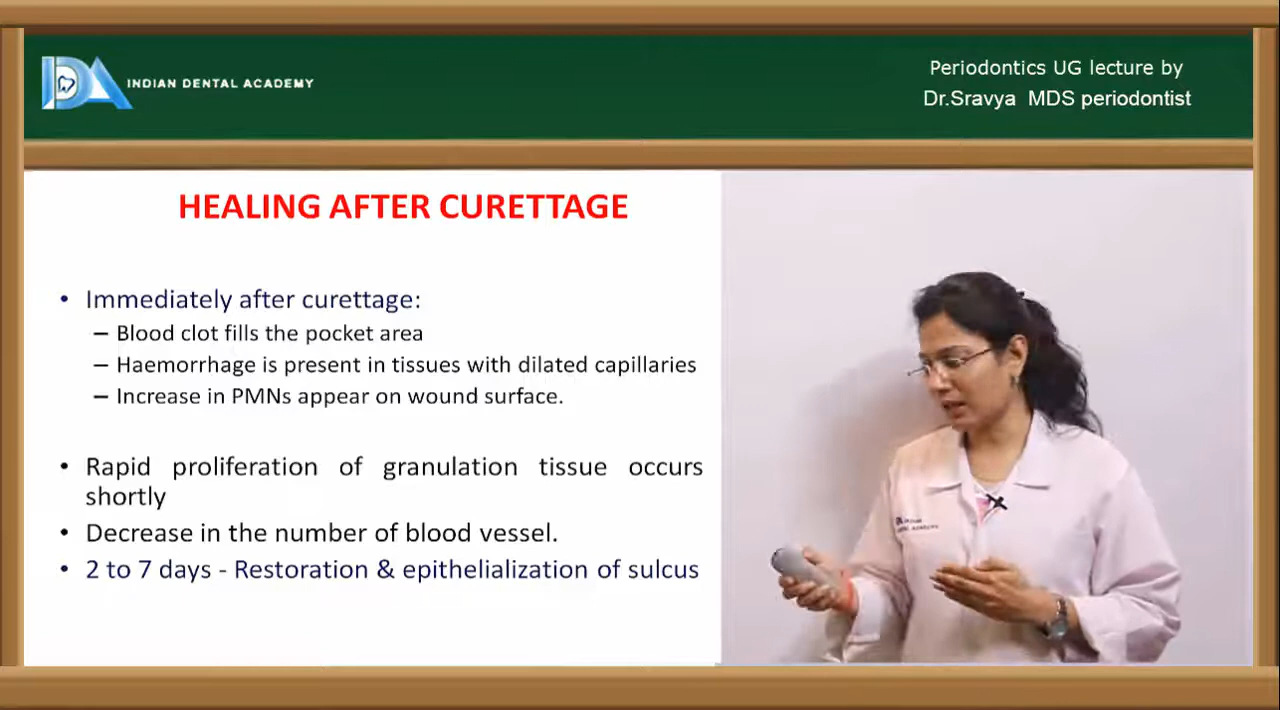 INDIAN DENTAL ACADEMY
Periodontics UG lecture by
Dr.Sravya MDS periodontist
HEALING AFTER CURETTAGE
• Immediately after curettage:
– Blood clot fills the pocket area
– Haemorrhage is present in tissues with dilated capillaries
– Increase in PMNs appear on wound surface.
• Rapid proliferation of granulation tissue occurs
shortly
• Decrease in the number of blood vessel.
• 2 to 7 days - Restoration & epithelialization of sulcus